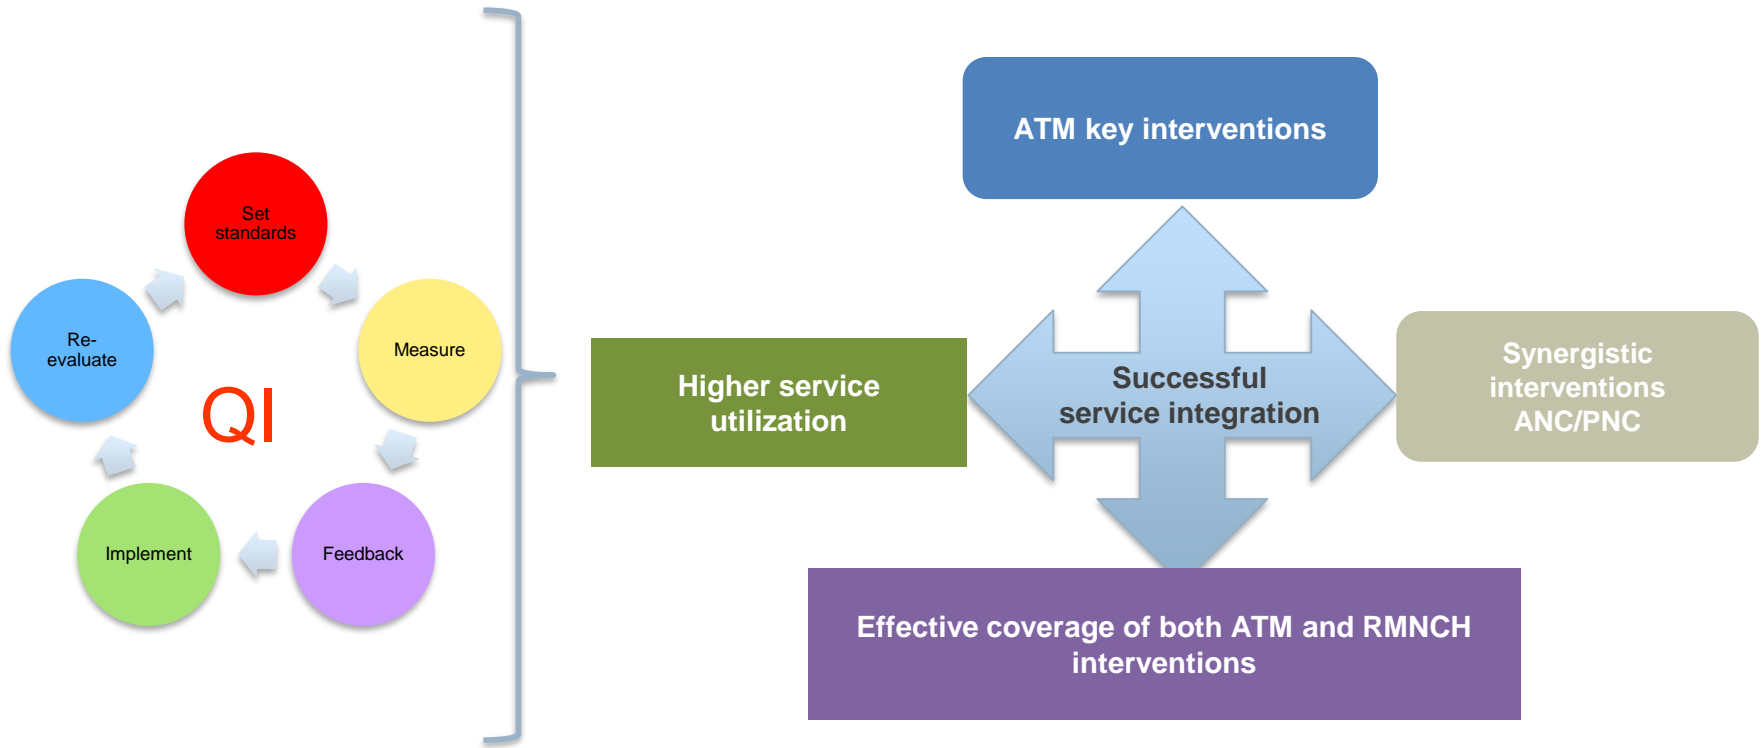 Set
standards
Measure
Feedback
Implement
Re-
evaluate
QI
ATM key interventions
Higher service
utilization
Successful
service integration
Synergistic
interventions
ANC/PNC
Effective coverage of both ATM and RMNCH
interventions